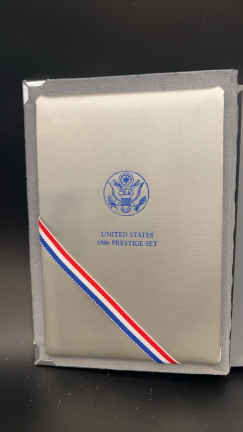 UNITED STATES
1986 PRESTIGE SET